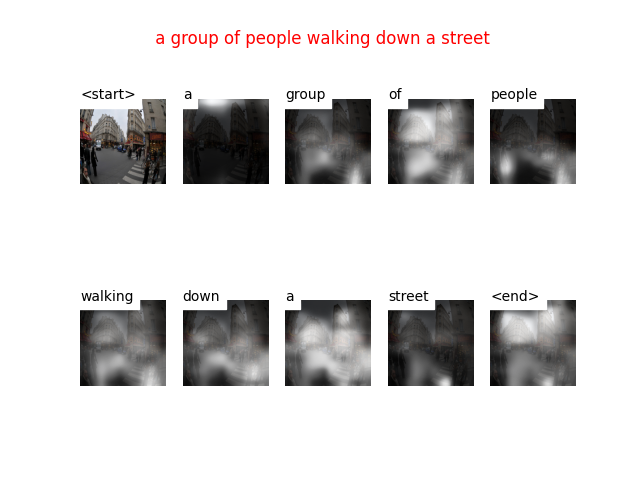 a group of people walking down a street
<start> a group of people
walking down a street <end>